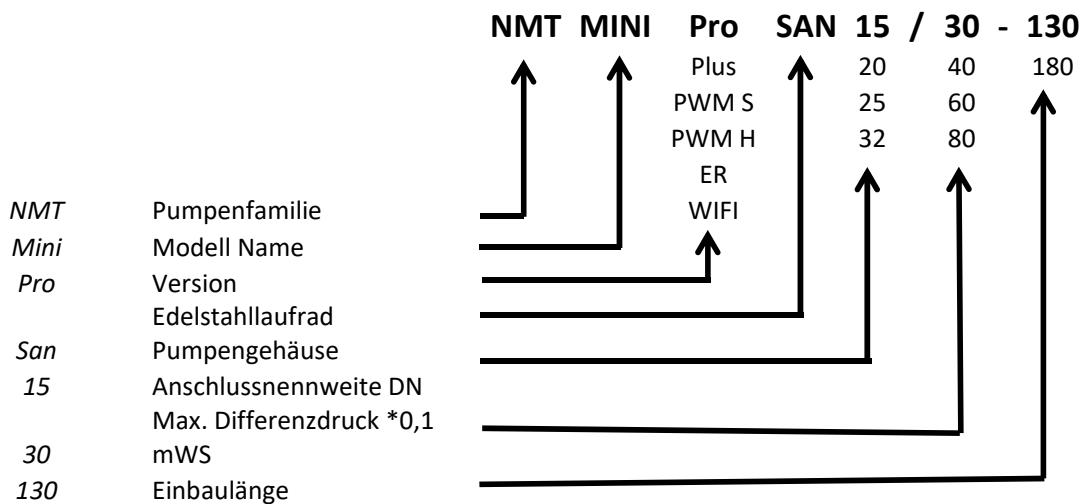 NMT MINI Pro SAN 15 / 30 - 130
Plus 20 40 180
PWM S 25 60
PWM H 32 80
ER
WIFI
NMT Pumpenfamilie
Mini Modell Name
Pro Version
Edelstahllaufrad
San Pumpengehäuse
15 Anschlussnennweite DN
Max. Differenzdruck *0,1
30 mWS
130 Einbaulänge